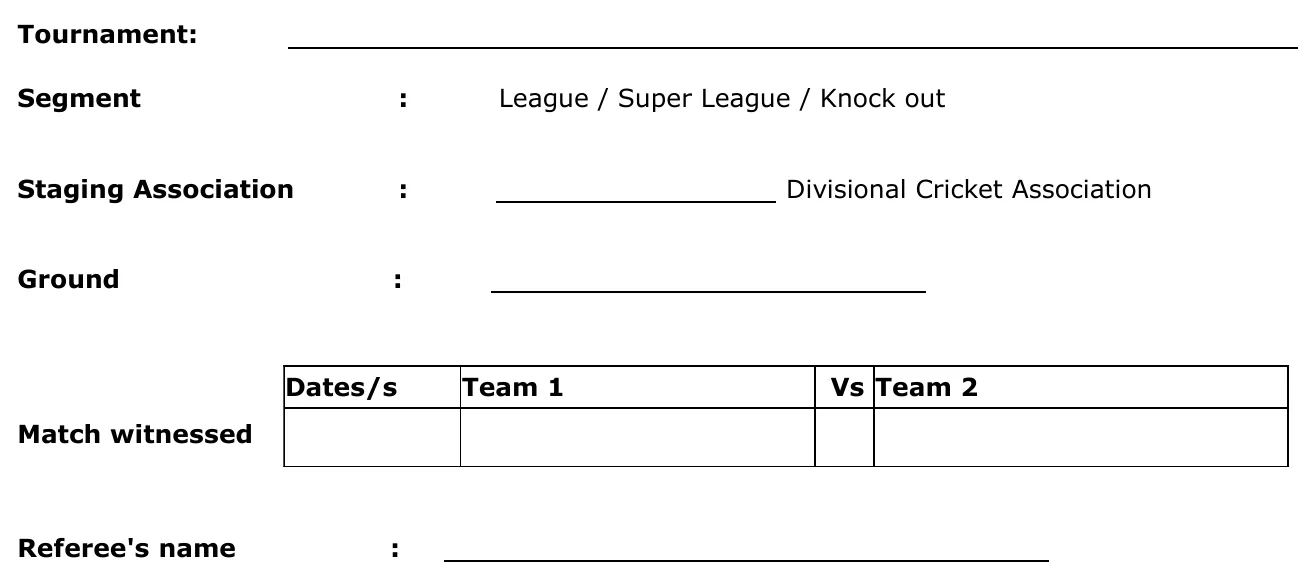 Tournament:
Segment : League / Super League / Knock out
Staging Association : Divisional Cricket Association
Ground :
Dates/s Team 1 Vs Team 2
Match witnessed
Referee's name :